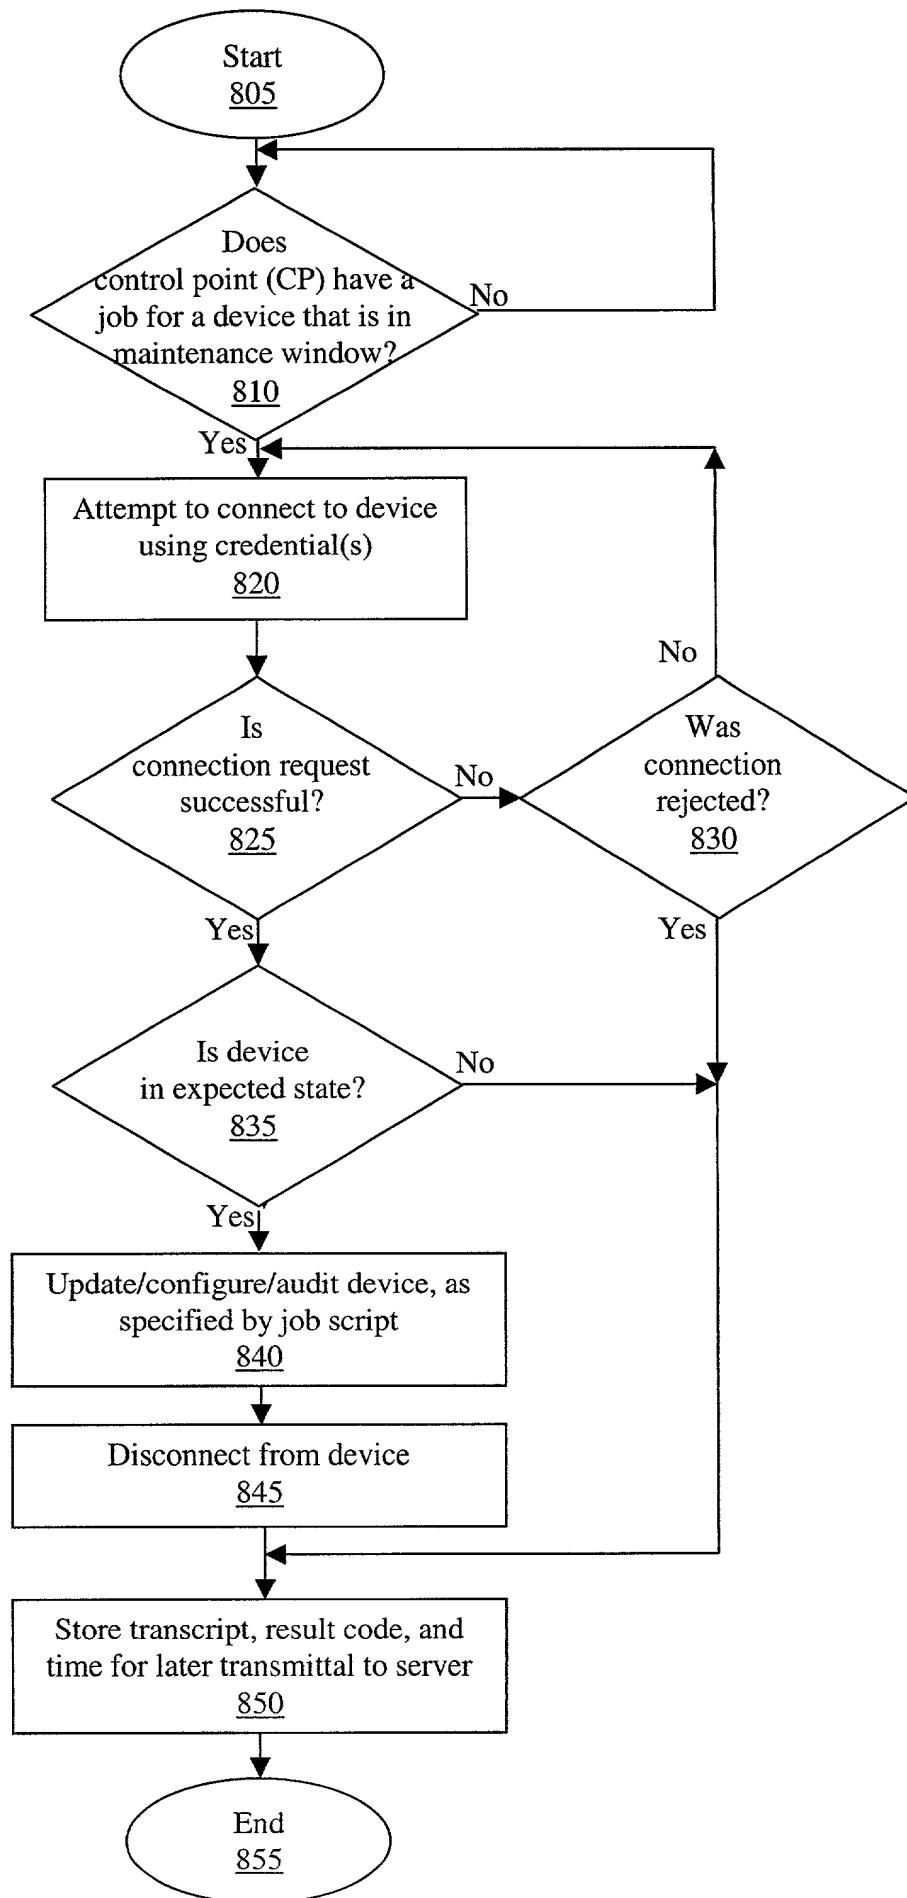 Start
805
Does
control point (CP) have a
job for a device that is in
maintenance window?
810
No
Yes
Attempt to connect to device
using credential(s)
820
No
Is
connection request
successful?
825
No
Was
connection
rejected?
830
Yes
Yes
Is device
in expected state?
835
No
Yes
Update/configure/audit device, as
specified by job script
840
Disconnect from device
845
Store transcript, result code, and
time for later transmittal to server
850
End
855